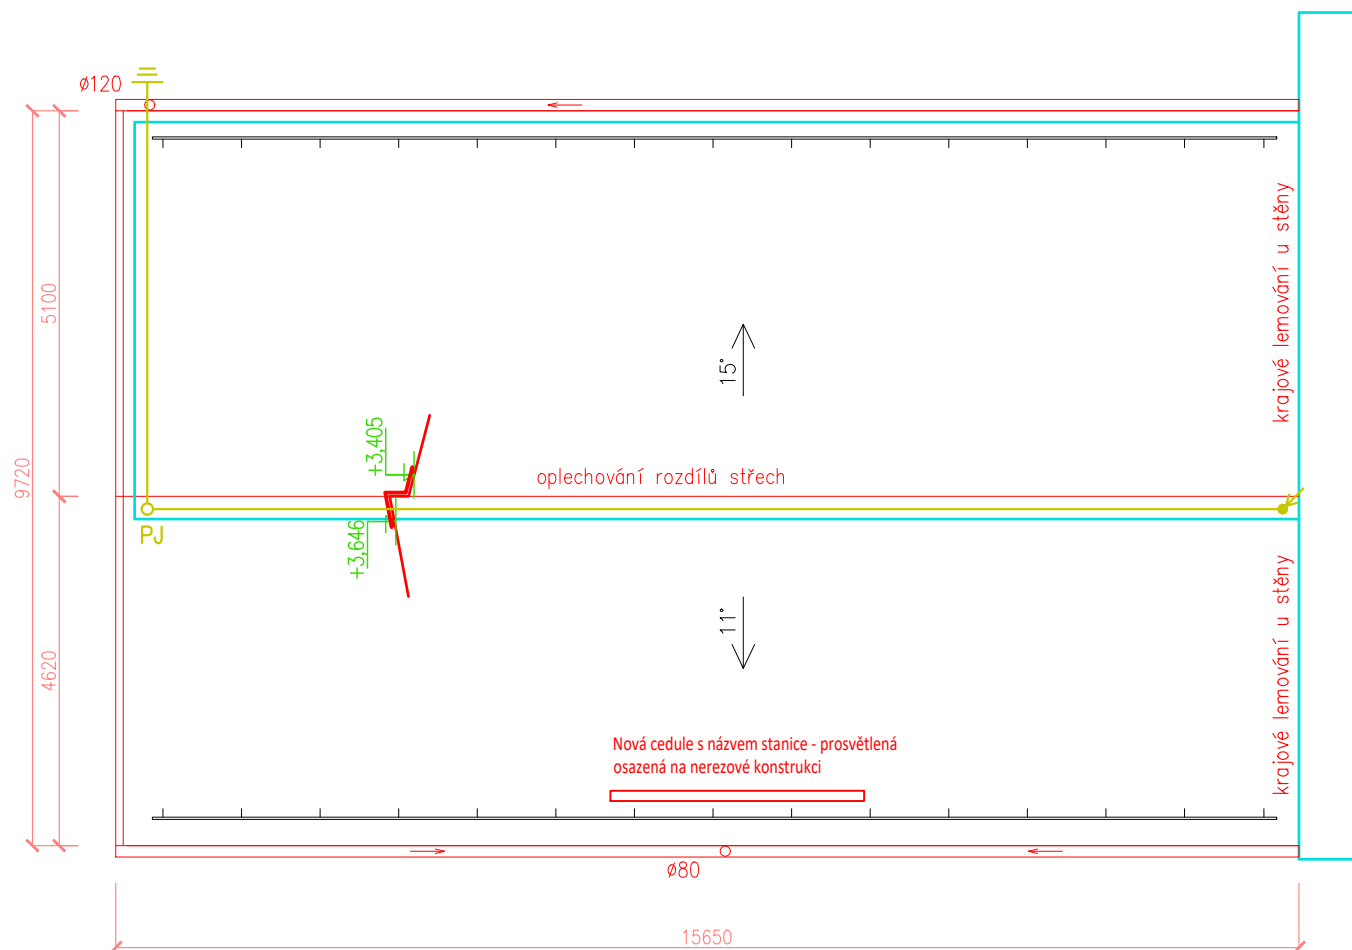 ø120
krajové lemování u stěny
5100
15°
+3,405
9720
oplechování rozdílů střech
PJ
+3,646
krajové lemování u stěny
11°
4620
Nová cedule s názvem stanice - prosvětlená
osazená na nerezové konstrukci
ø80
15650